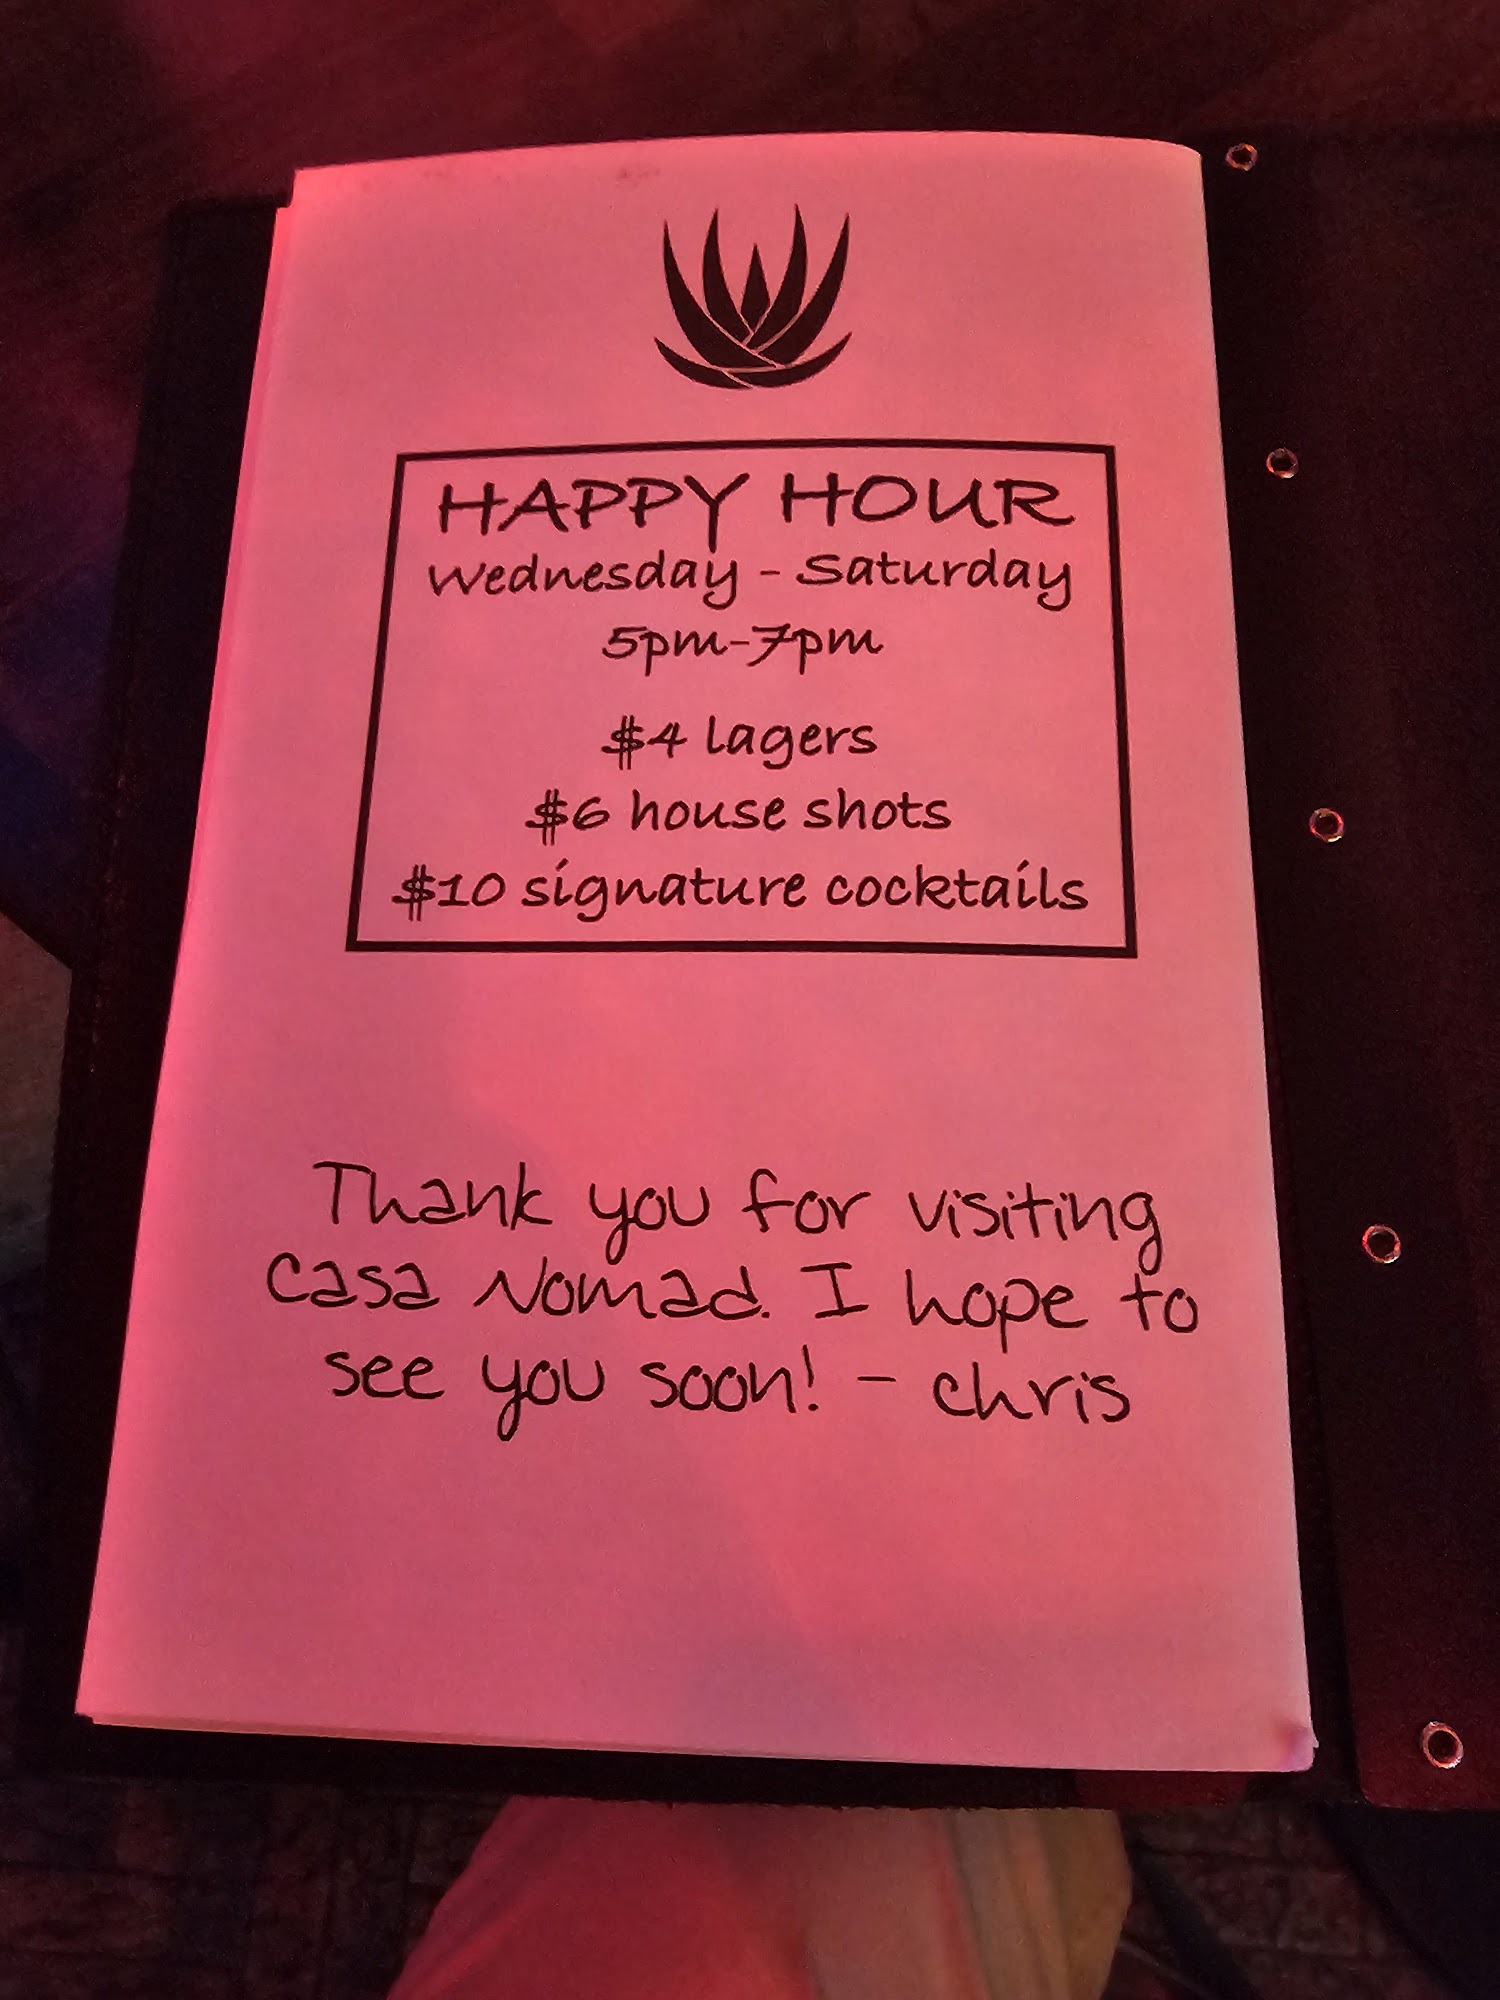 HAPPY HOUR
Wednesday - Saturday
5pm-7pm
$4 lagers
$6 house shots
$10 signature cocktails
Thank you for visiting
Casa Nomad. I hope to
see you soon! - Chris